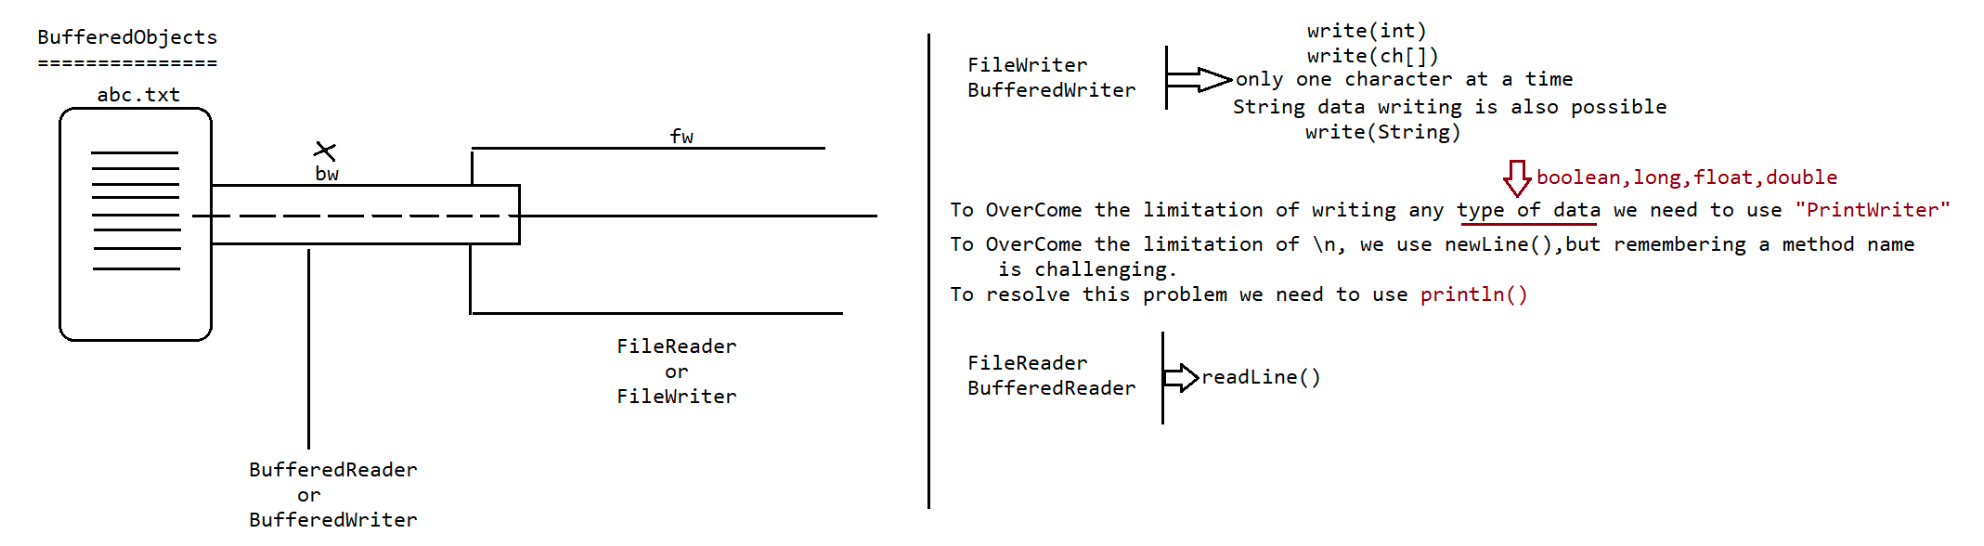 BufferedObjects
===============
abc.txt
bw
fw
FileReader
or
FileWriter
BufferedReader
or
BufferedWriter
write(int)
write(ch[])
FileWriter
BufferedWriter
only one character at a time
String data writing is also possible
write(String)
boolean,long,float,double
To OverCome the limitation of writing any type of data we need to use "PrintWriter"
To OverCome the limitation of \n, we use newLine(),but remembering a method name
is challenging.
To resolve this problem we need to use println()
FileReader
BufferedReader
readLine()